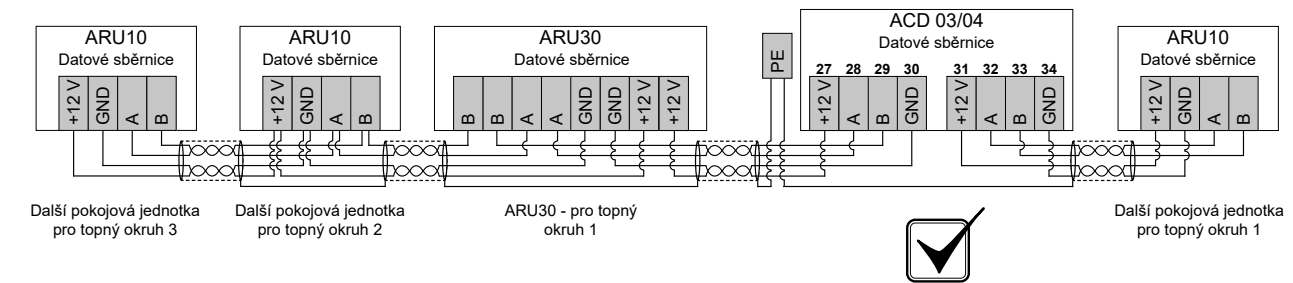 ARU10
Datové sběrnice
+12 V GND A B
Další pokojová jednotka
pro topný okruh 3
ARU10
Datové sběrnice
+12 V GND A B
Další pokojová jednotka
pro topný okruh 2
ARU30
Datové sběrnice
B B A A GND GND +12 V +12 V
ARU30 - pro topný
okruh 1
PE
ACD 03/04
Datové sběrnice
27 28 29 30 31 32 33 34
+12 V A B GND +12 V A B GND
ARU10
Datové sběrnice
+12 V GND A B
Další pokojová jednotka
pro topný okruh 1